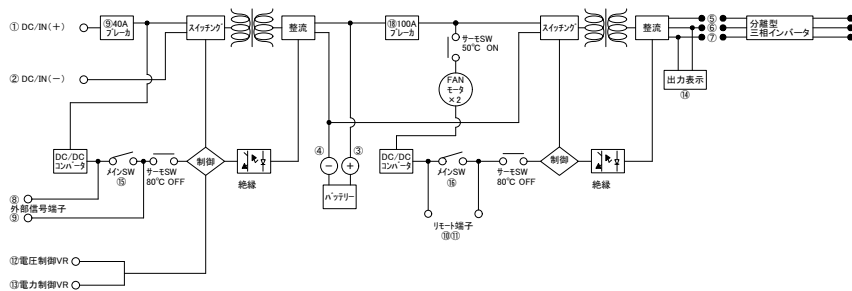 ① DC/IN(+)
⑨40A
ブレーカ
スイッチング
整流
⑱100A
ブレーカ
サーモSW
50℃ ON
スイッチング
整流
⑤
⑥
⑦
分離型
三相インバータ
② DC/IN(-)
FAN
モータ
×2
出力表示
⑭
DC/DC
コンバータ
メインSW
⑮
サーモSW
80℃ OFF
制御
絶縁
④
③
-
+
バッテリー
DC/DC
コンバータ
メインSW
⑯
サーモSW
80℃ OFF
制御
絶縁
⑧
外部信号端子
⑨
リモート端子
⑩⑪
⑫電圧制御VR
⑬電力制御VR